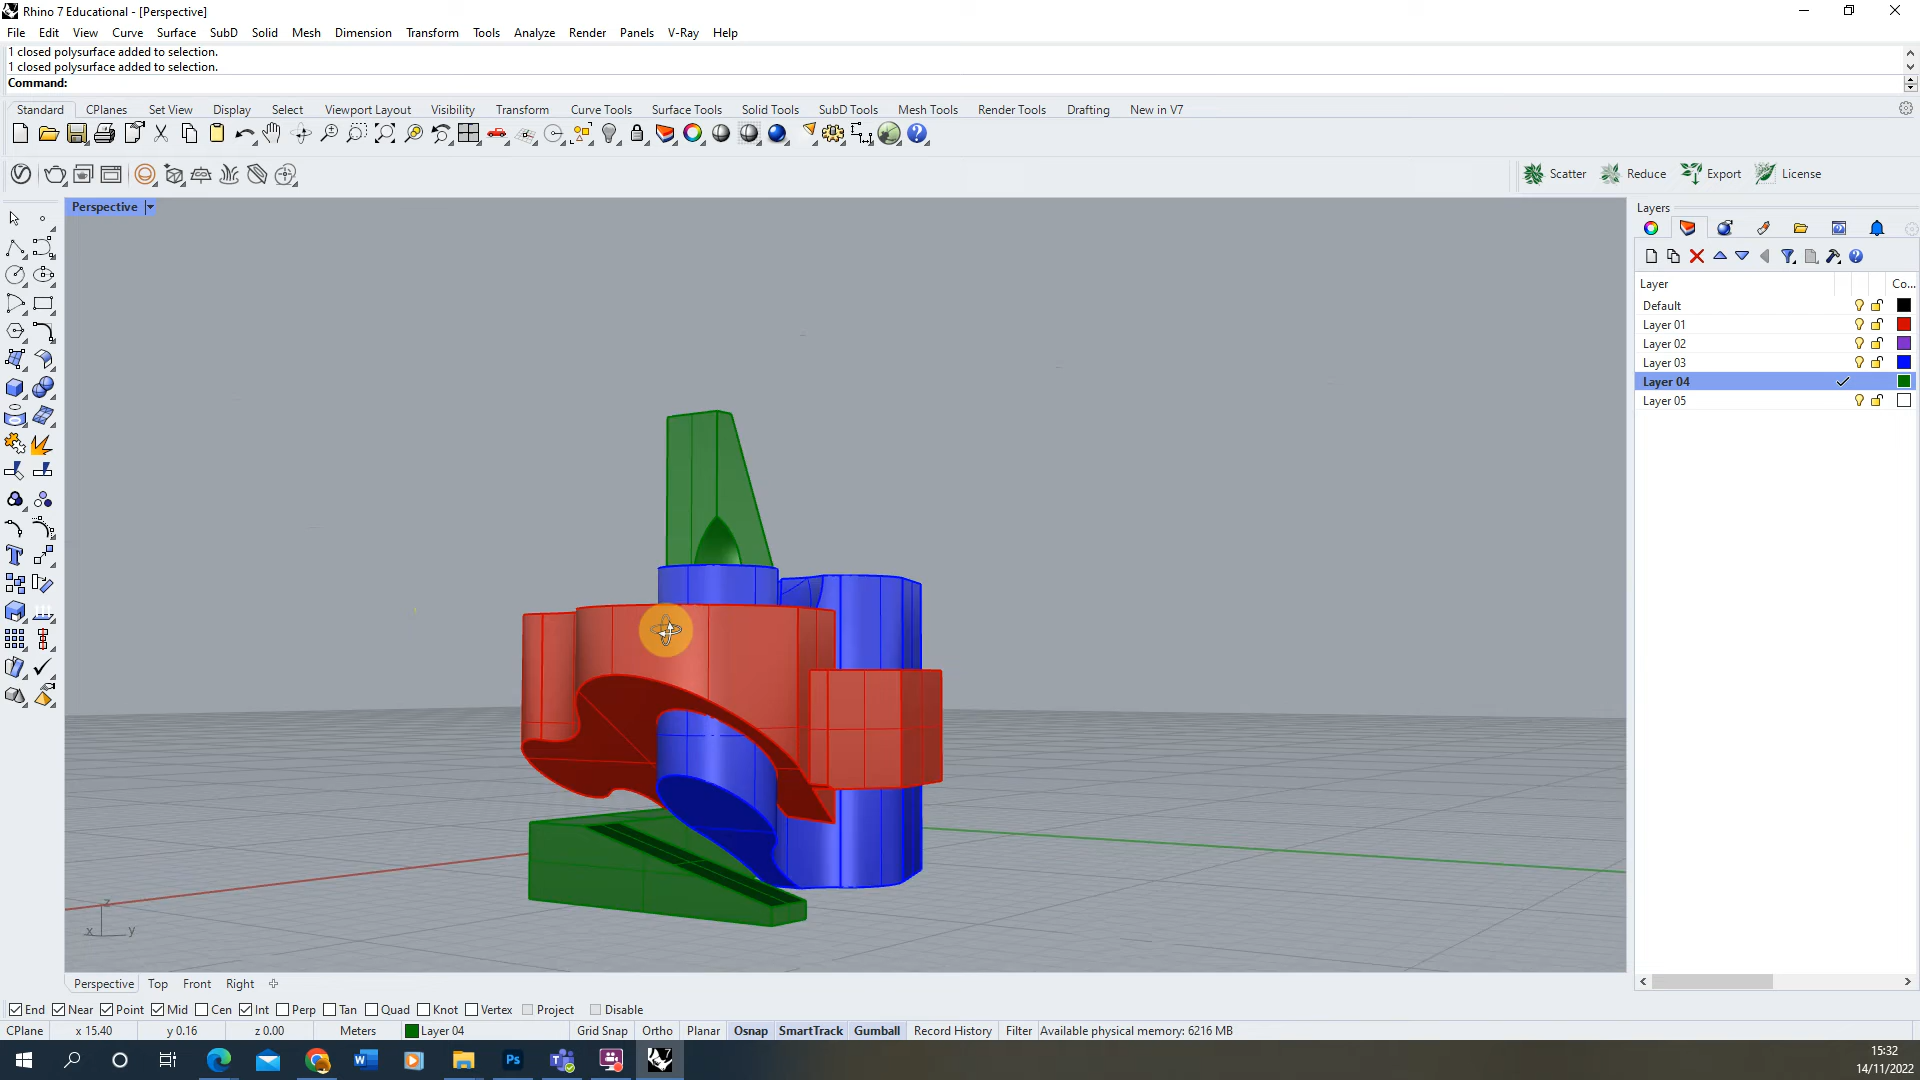 Rhino 7 Educational - [Perspective]
File Edit View Curve Surface SubD Solid Mesh Dimension Transform Tools Analyze Render Panels V-Ray Help
1 closed polysurface added to selection.
1 closed polysurface added to selection.
Command:
Standard CPlanes Set View Display Select Viewport Layout Visibility Transform Curve Tools Surface Tools Solid Tools SubD Tools Mesh Tools Render Tools Drafting New in V7
Scatter Reduce Export License
Perspective
Layers
Layer Co...
Default
Layer 01
Layer 02
Layer 03
Layer 04
Layer 05
z
x y
Perspective Top Front Right
End Near Point Mid Cen Int Perp Tan Quad Knot Vertex Project Disable
CPlane x 15.40 y 0.16 z 0.00 Meters Layer 04 Grid Snap Ortho Planar Osnap SmartTrack Gumball Record History Filter Available physical memory: 6216 MB
15:32
14/11/2022